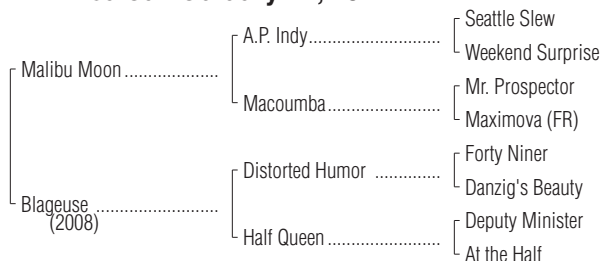 A.P. Indy
Seattle Slew
Weekend Surprise
Malibu Moon
Macoumba
Mr. Prospector
Maximova (FR)
Distorted Humor
Forty Niner
Danzig's Beauty
Blageuse
(2008)
Half Queen
Deputy Minister
At the Half